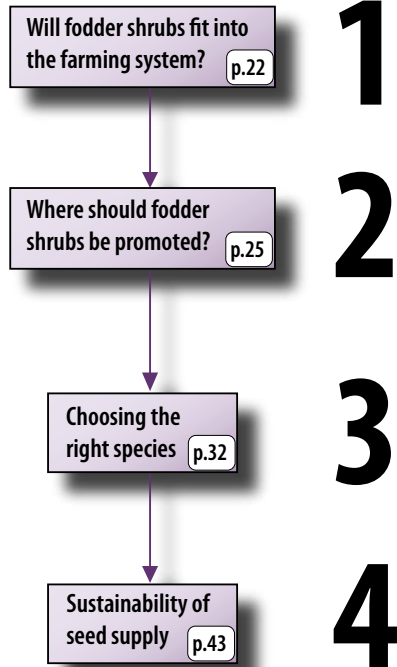 Will fodder shrubs fit into
the farming system? p.22
1
Where should fodder
shrubs be promoted? p.25
2
Choosing the
right species p.32
3
Sustainability of
seed supply p.43
4